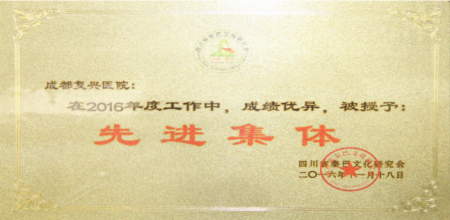 成都复兴医院：
在2016年度工作中，成绩优异，被授予：
先进集体
四川省秦巴文化研究会
二〇一六年十一月十八日